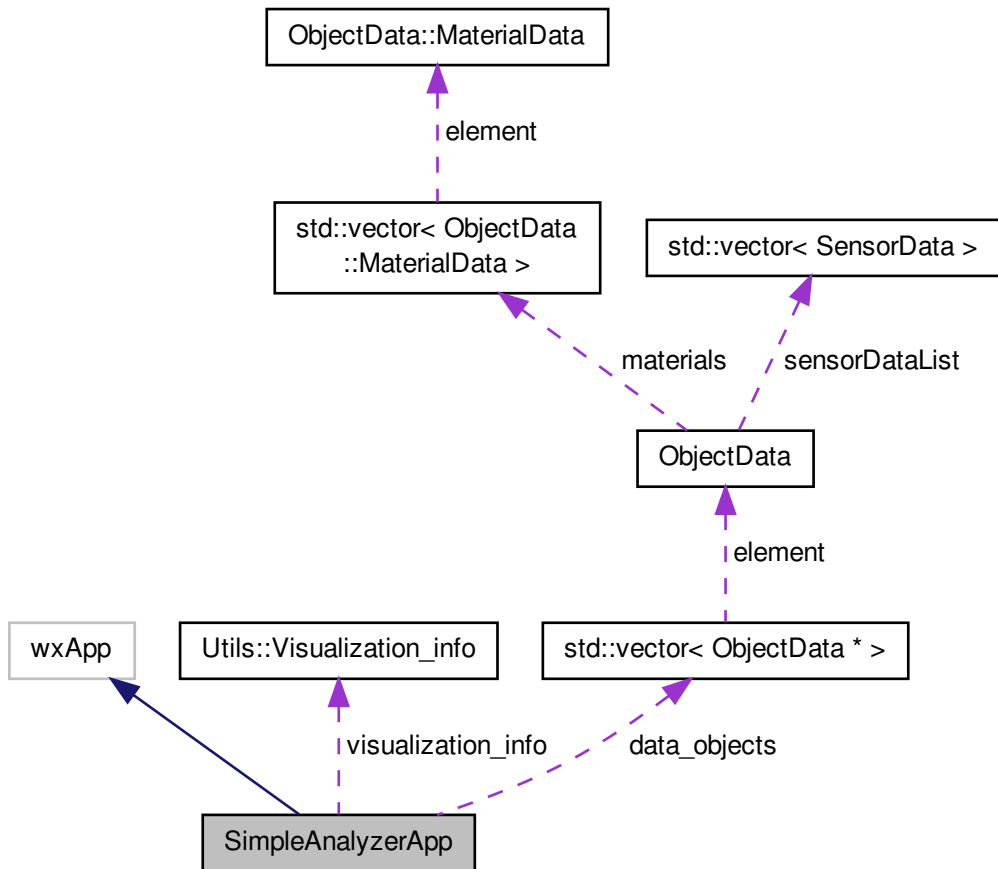 ObjectData::MaterialData
element
std::vector< ObjectData
::MaterialData >
std::vector< SensorData >
materials
sensorDataList
ObjectData
element
wxApp
Utils::Visualization_info
std::vector< ObjectData * >
visualization_info
data_objects
SimpleAnalyzerApp